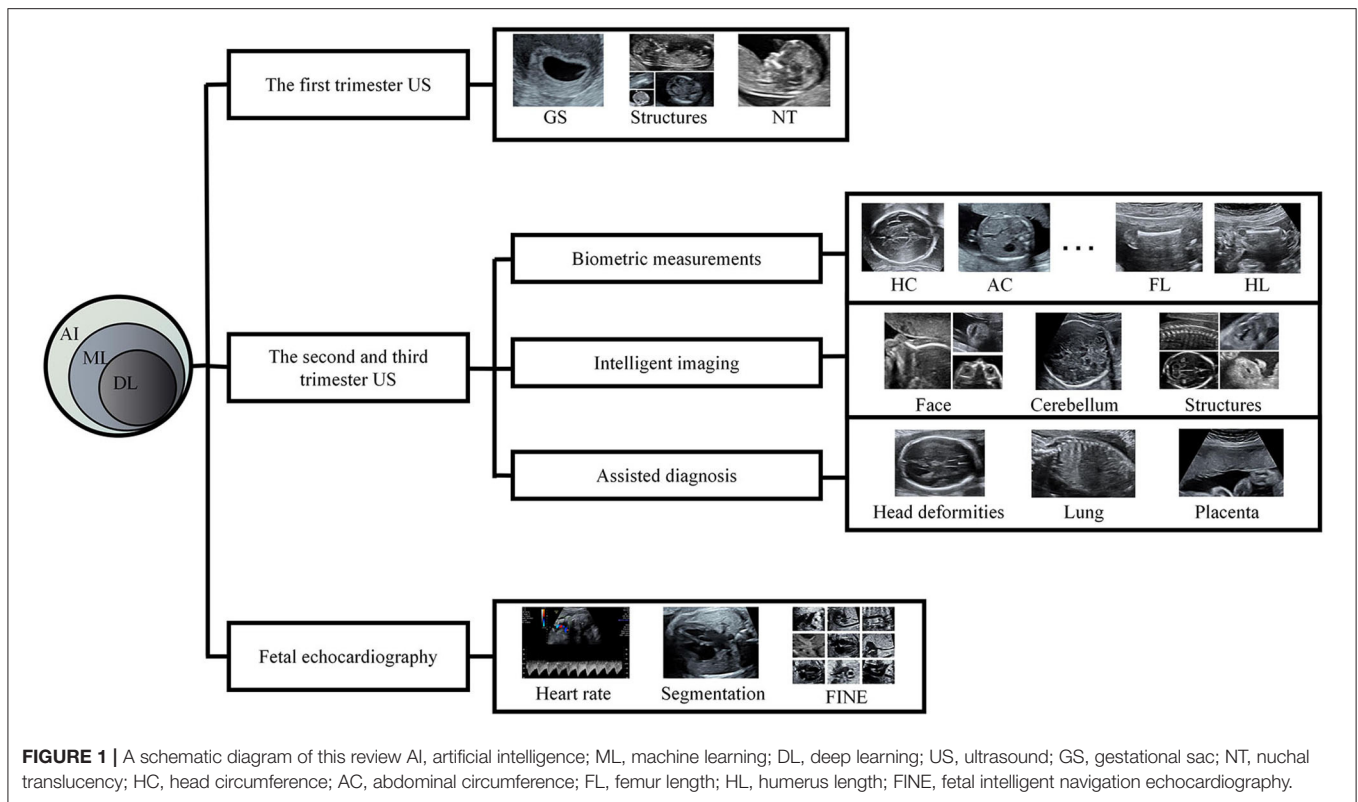 The first trimester US
GS
Structures
NT
AI
ML
DL
The second and third
trimester US
Biometric measurements
HC
AC
...
FL
HL
Intelligent imaging
Face
Cerebellum
Structures
Assisted diagnosis
Head deformities
Lung
Placenta
Fetal echocardiography
Heart rate
Segmentation
FINE
FIGURE 1 | A schematic diagram of this review AI, artificial intelligence; ML, machine learning; DL, deep learning; US, ultrasound; GS, gestational sac; NT, nuchal
translucency; HC, head circumference; AC, abdominal circumference; FL, femur length; HL, humerus length; FINE, fetal intelligent navigation echocardiography.